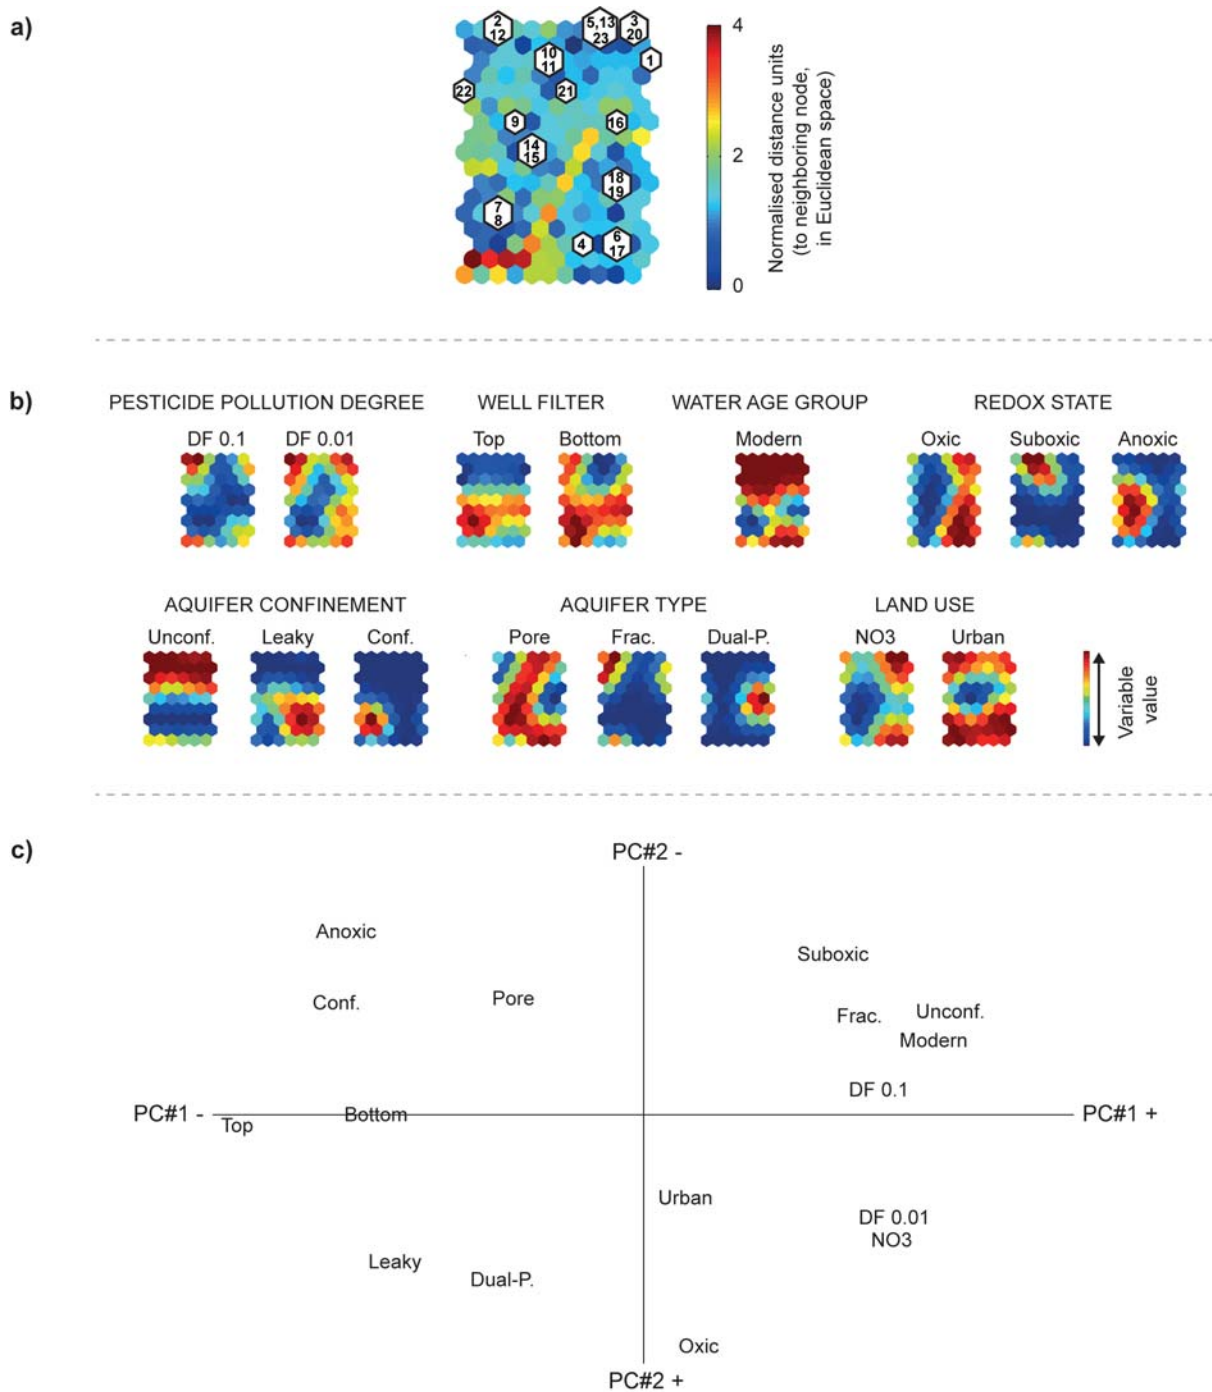 a)
2
12
5,13
23
3
20
10
11
1
22
21
9
16
14
15
18
19
7
8
4
6
17
4
2
0
Normalised distance units
(to neighboring node,
in Euclidean space)
b)
PESTICIDE POLLUTION DEGREE
DF 0.1
DF 0.01
WELL FILTER
Top
Bottom
WATER AGE GROUP
Modern
REDOX STATE
Oxic
Suboxic
Anoxic
AQUIFER CONFINEMENT
Unconf.
Leaky
Conf.
AQUIFER TYPE
Pore
Frac.
Dual-P.
LAND USE
NO3
Urban
Variable
value
c)
PC#2 -
Anoxic
Suboxic
Conf.
Pore
Frac.
Unconf.
Modern
DF 0.1
PC#1 -
Top
Bottom
PC#1 +
Urban
DF 0.01
NO3
Leaky
Dual-P.
Oxic
PC#2 +